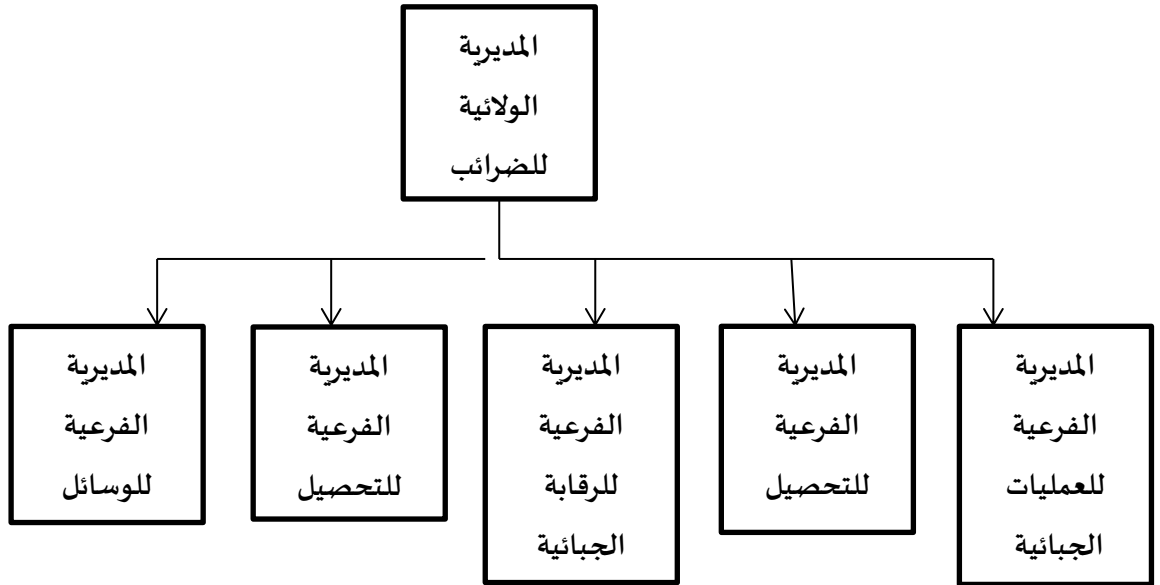 المديرية
الولائية
للضرائب
المديرية
الفرعية
للعمليات
الجبائية
المديرية
الفرعية
للتحصيل
المديرية
الفرعية
للرقابة
الجبائية
المديرية
الفرعية
للتحصيل
المديرية
الفرعية
للوسائل